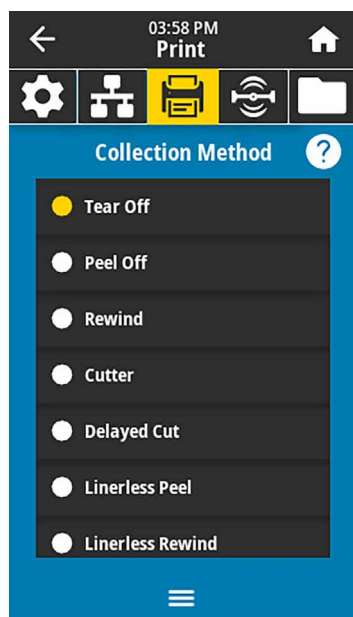 03:58 PM
Print
Collection Method
?
Tear Off
Peel Off
Rewind
Cutter
Delayed Cut
Linerless Peel
Linerless Rewind